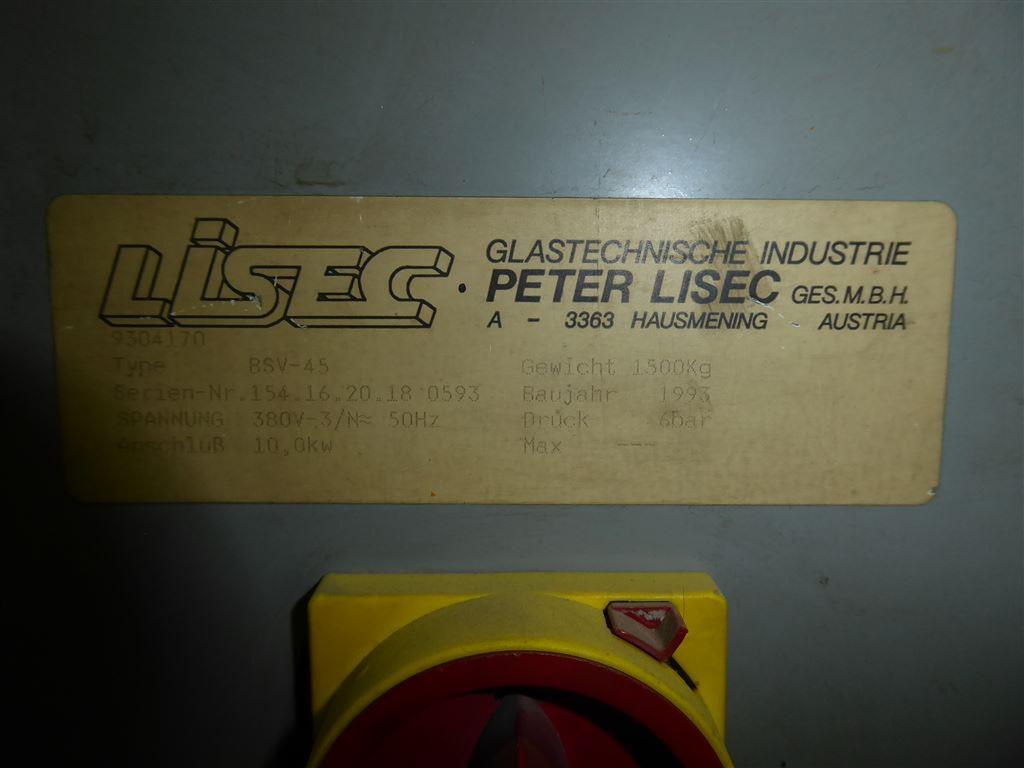 LiSEC · GLASTECHNISCHE INDUSTRIE
PETER LISEC GES.M.B.H.
A - 3363 HAUSMENING AUSTRIA
9304170
Type BSV-45 Gewicht 1500Kg
Serien-Nr. 154.16.20.18 0593 Baujahr 1993
SPANNUNG 380V-3/N≈ 50Hz Drück 6bar
Anschluß 10,0kw Max ---